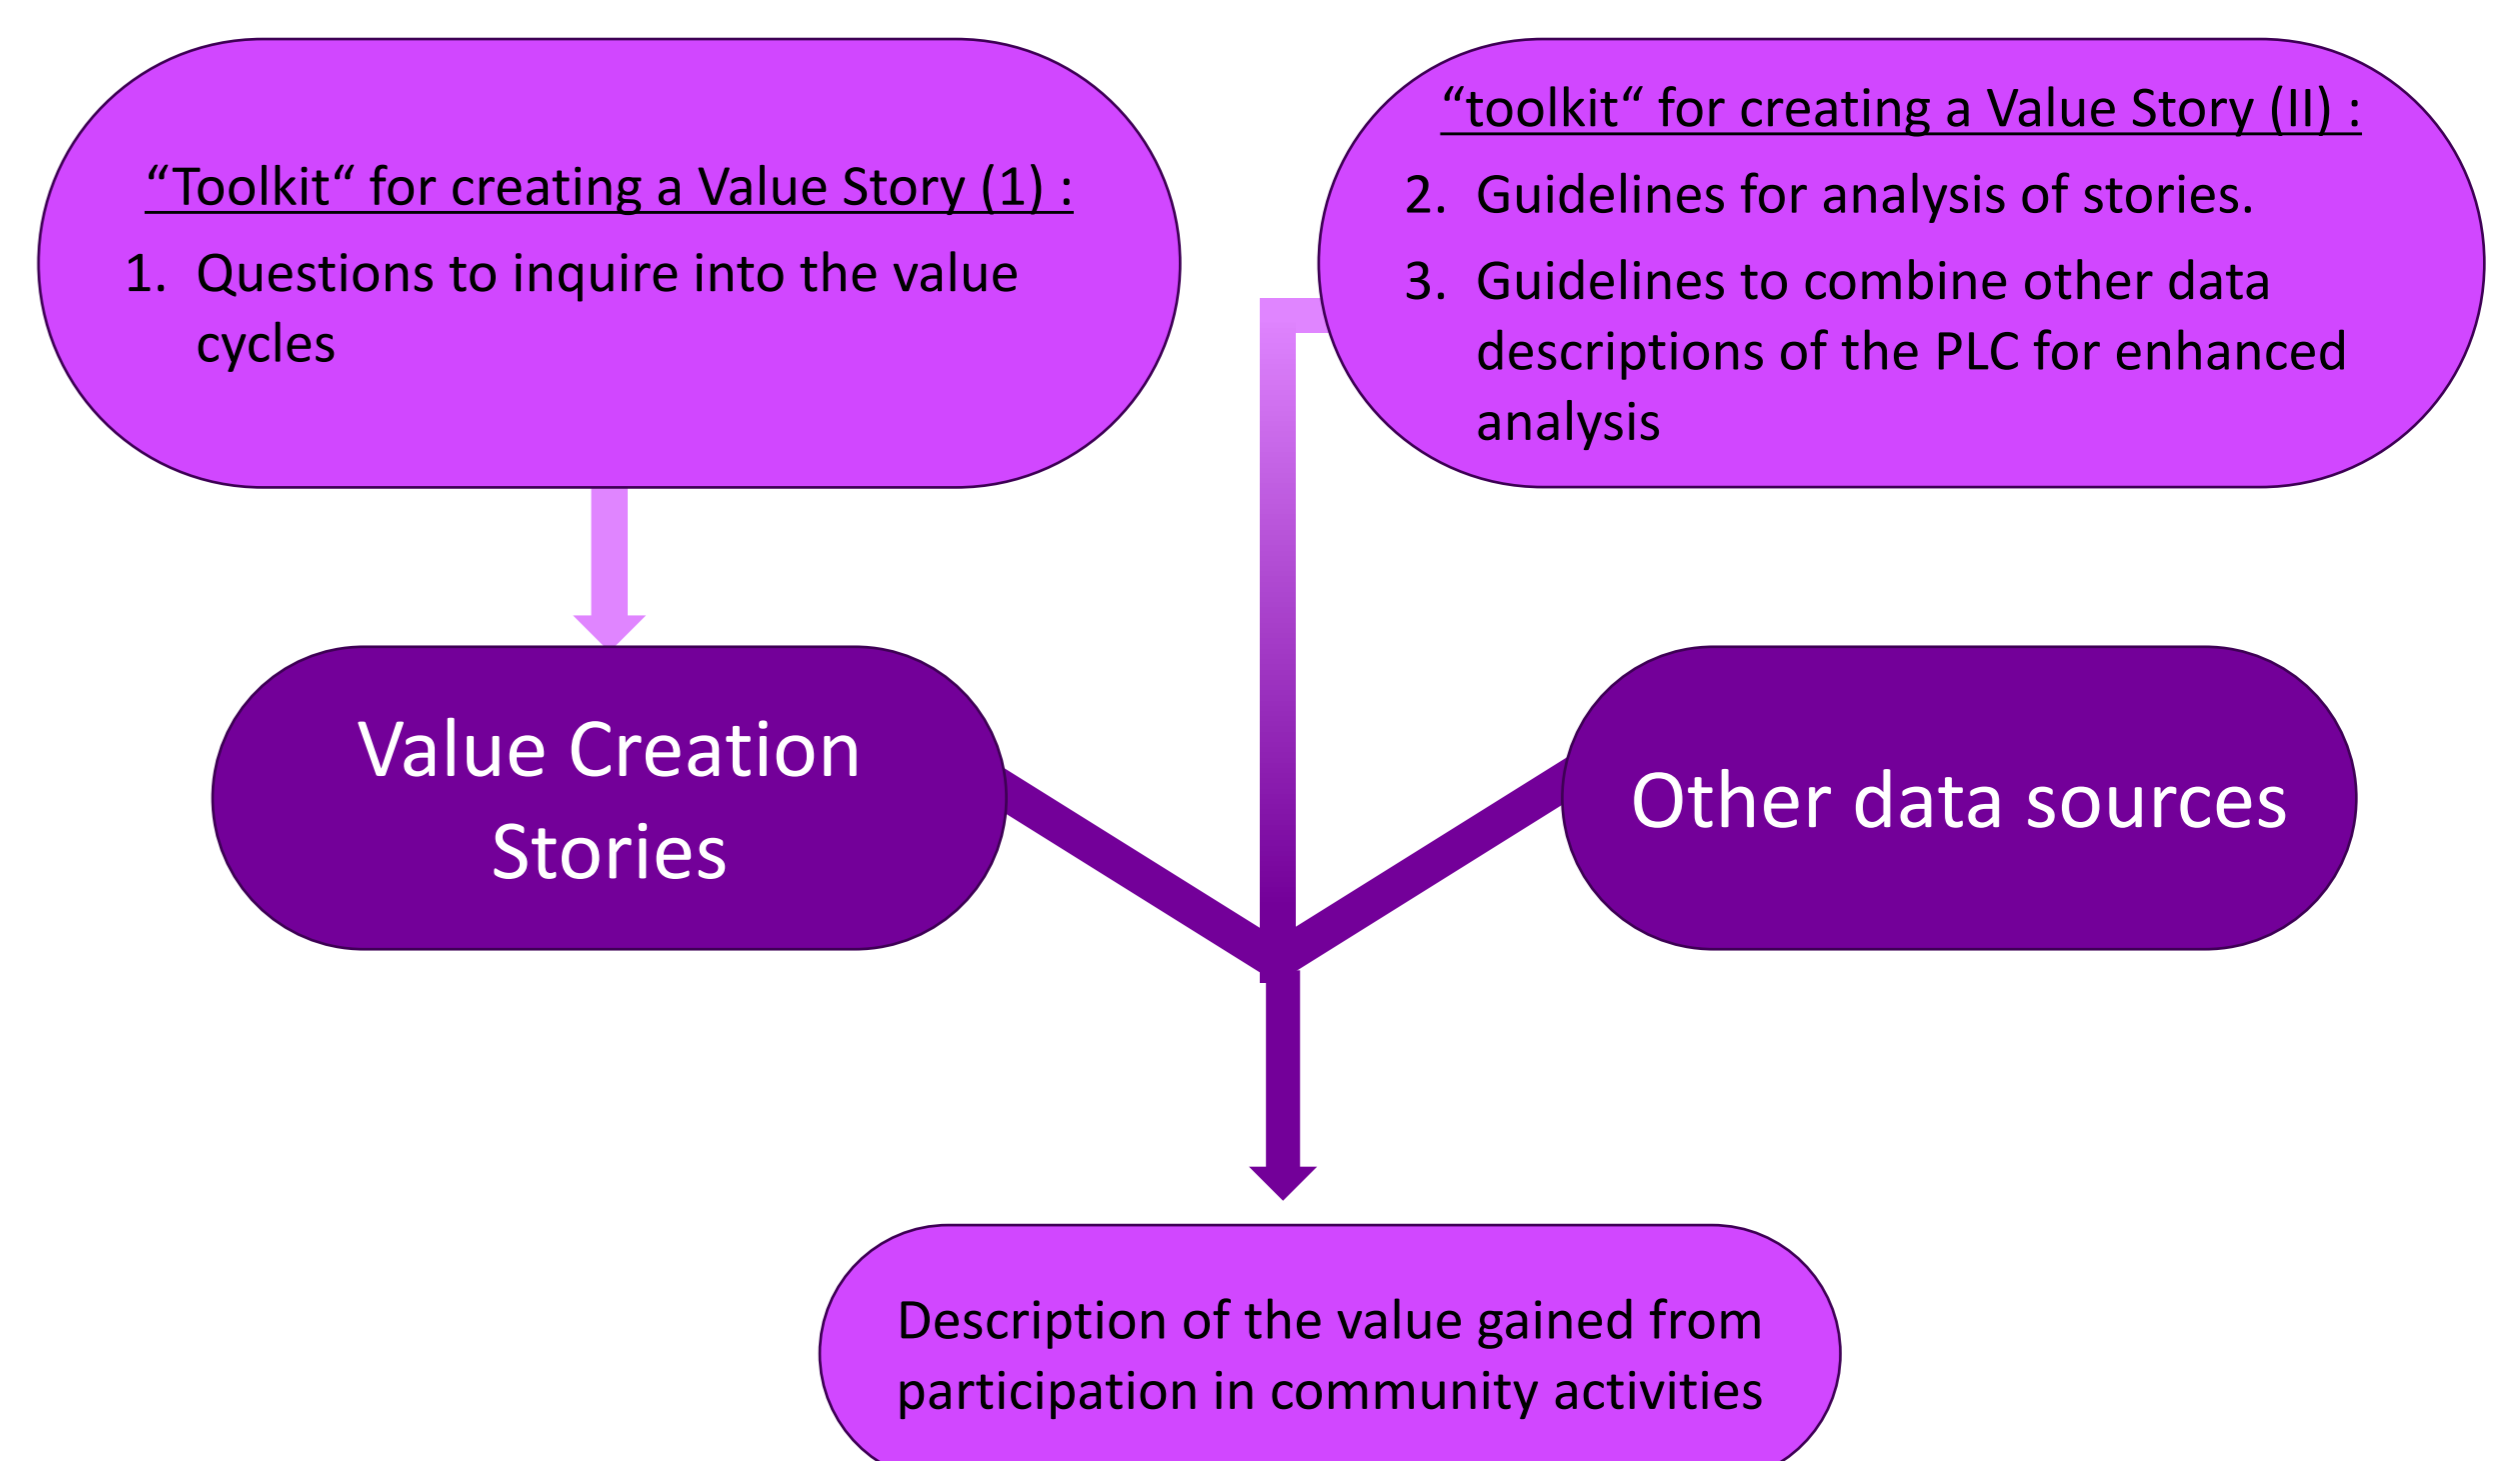 “Toolkit“ for creating a Value Story (1) :
1. Questions to inquire into the value
cycles
“toolkit“ for creating a Value Story (II) :
2. Guidelines for analysis of stories.
3. Guidelines to combine other data
descriptions of the PLC for enhanced
analysis
Value Creation
Stories
Other data sources
Description of the value gained from
participation in community activities